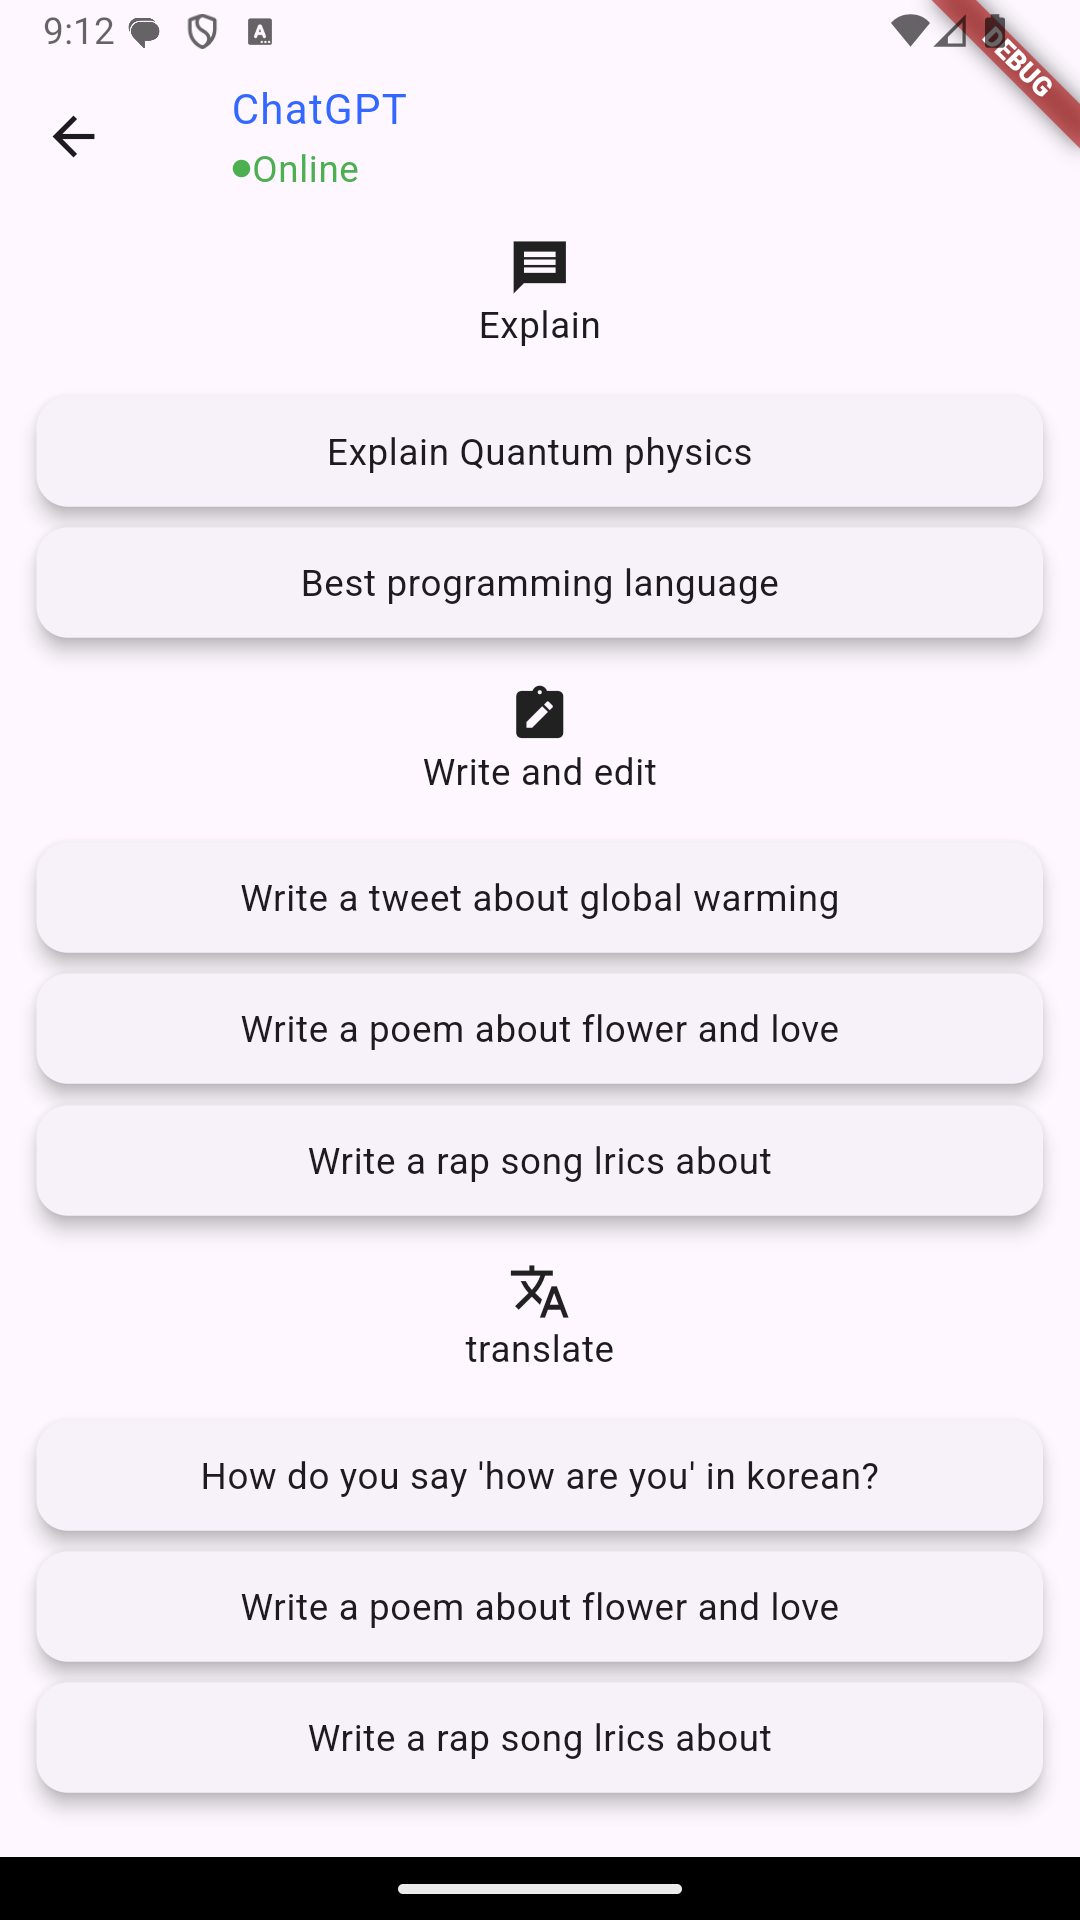 9:12
DEBUG
ChatGPT
Online
Explain
Explain Quantum physics
Best programming language
Write and edit
Write a tweet about global warming
Write a poem about flower and love
Write a rap song lrics about
translate
How do you say 'how are you' in korean?
Write a poem about flower and love
Write a rap song lrics about